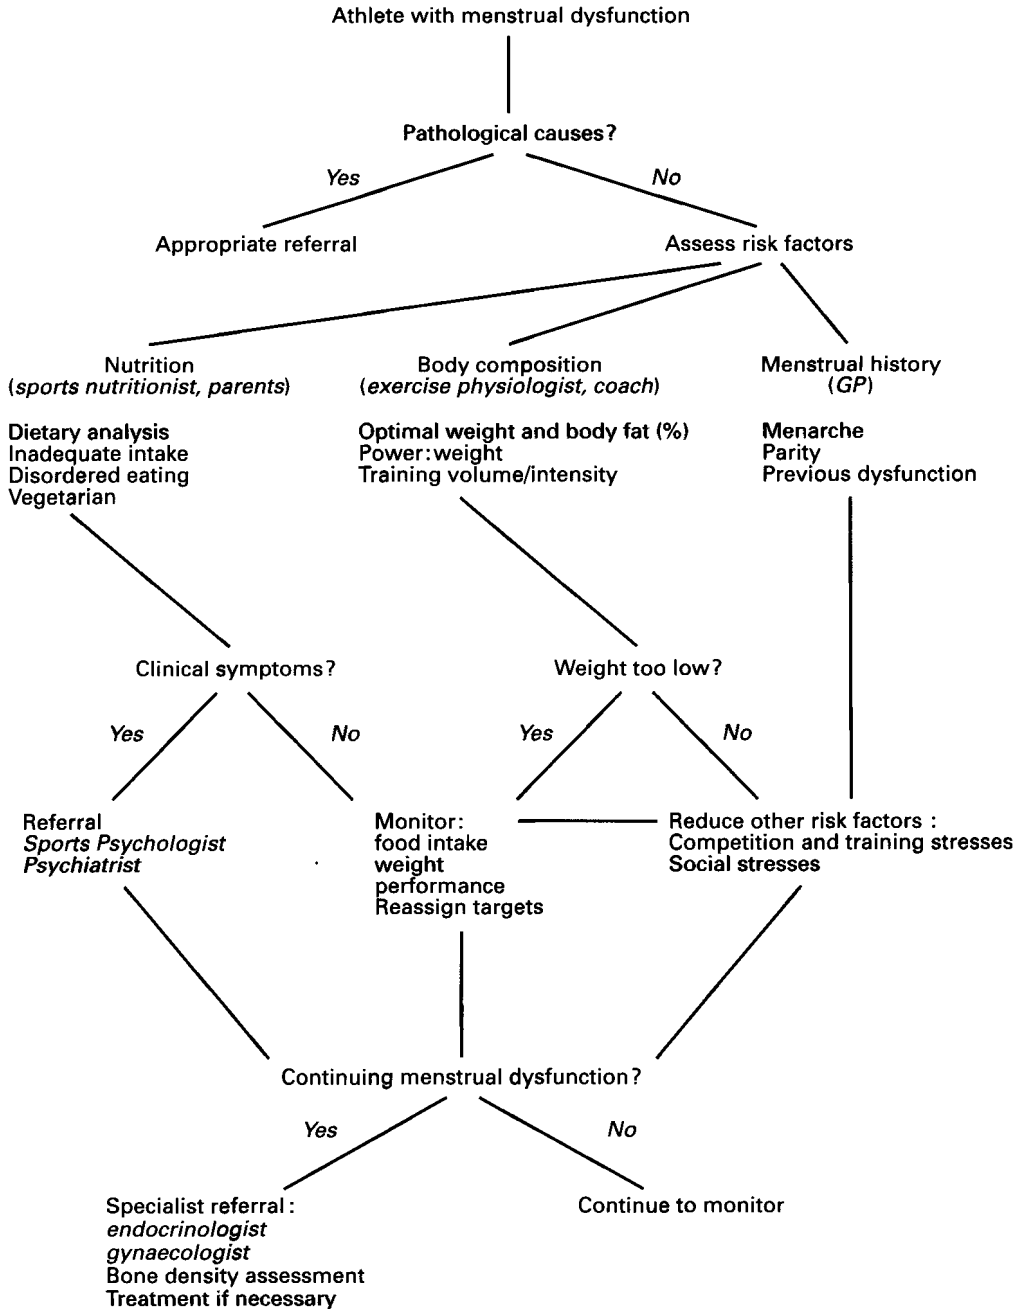 Athlete with menstrual dysfunction
Pathological causes?
Yes
No
Appropriate referral
Assess risk factors
Nutrition
(sports nutritionist, parents)
Dietary analysis
Inadequate intake
Disordered eating
Vegetarian
Body composition
(exercise physiologist, coach)
Optimal weight and body fat (%)
Power:weight
Training volume/intensity
Menstrual history
(GP)
Menarche
Parity
Previous dysfunction
Clinical symptoms?
Yes
No
Weight too low?
Yes
No
Referral
Sports Psychologist
Psychiatrist
Monitor:
food intake
weight
performance
Reassign targets
Reduce other risk factors :
Competition and training stresses
Social stresses
Continuing menstrual dysfunction?
Yes
No
Specialist referral :
endocrinologist
gynaecologist
Bone density assessment
Treatment if necessary
Continue to monitor